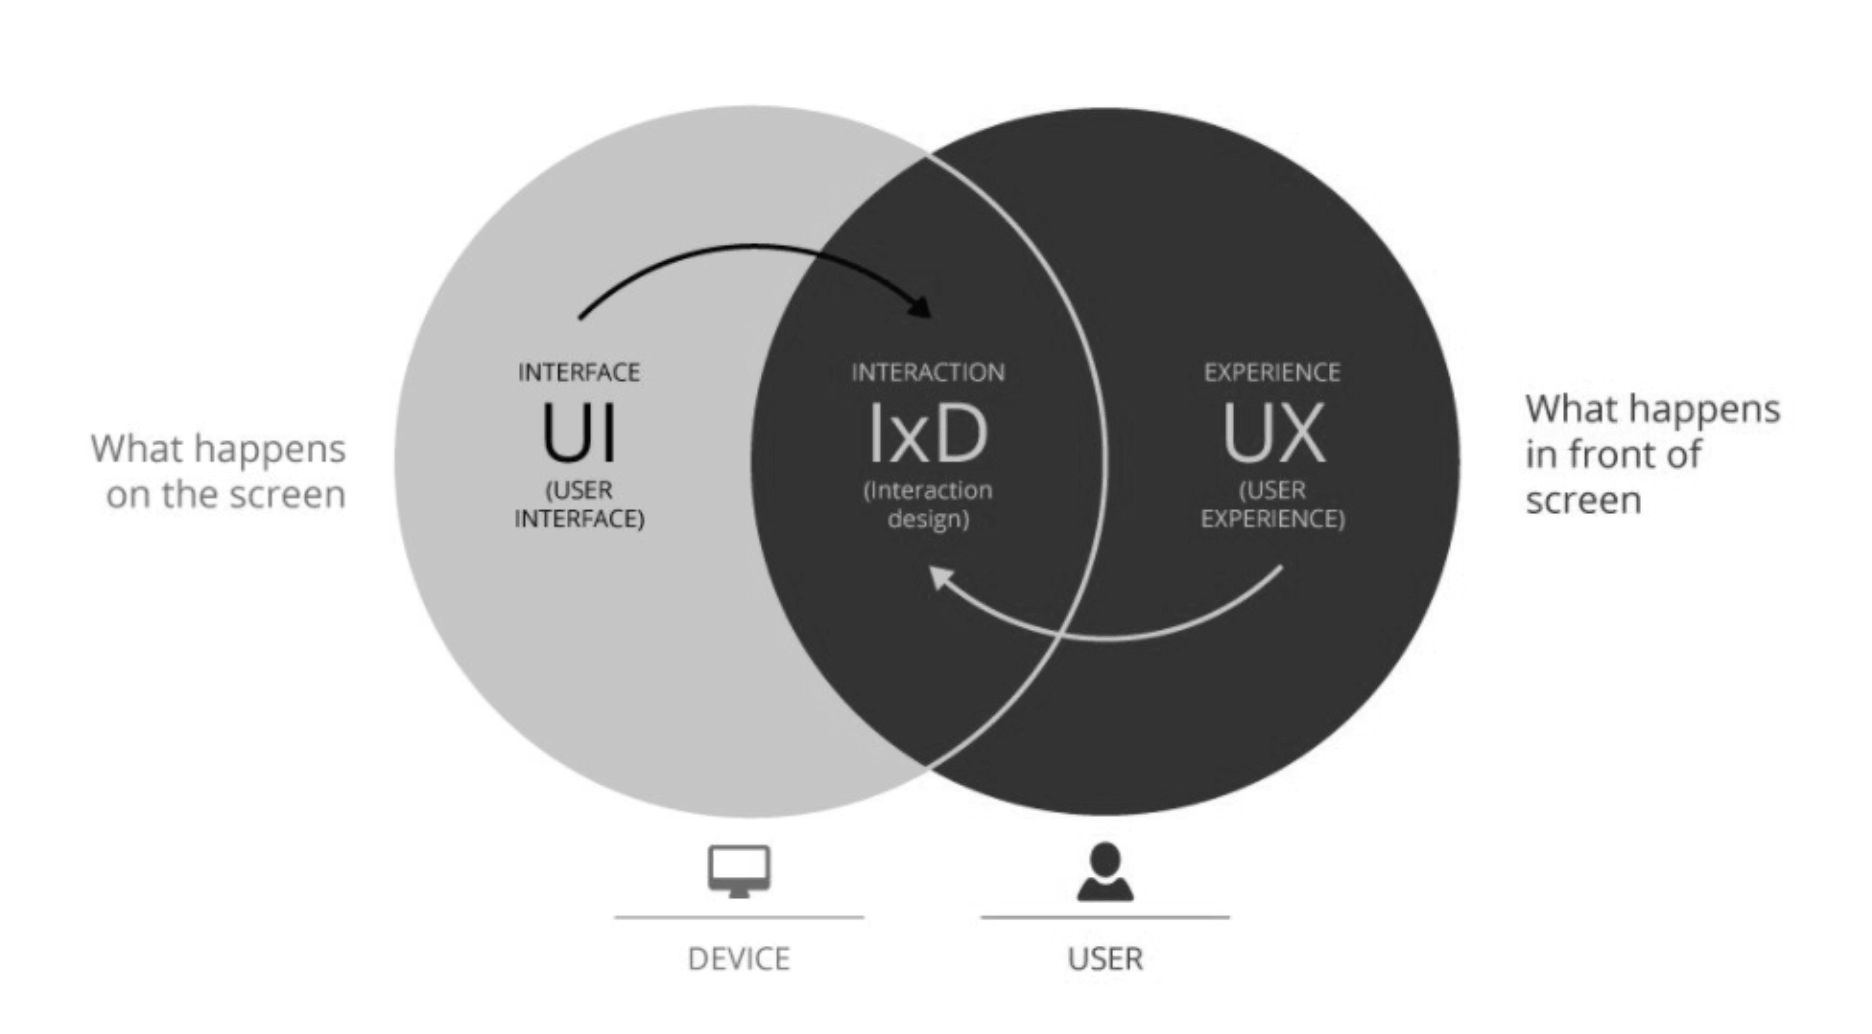 What happens
on the screen
INTERFACE
UI
(USER
INTERFACE)
INTERACTION
IxD
(Interaction
design)
EXPERIENCE
UX
(USER
EXPERIENCE)
What happens
in front of
screen
DEVICE
USER